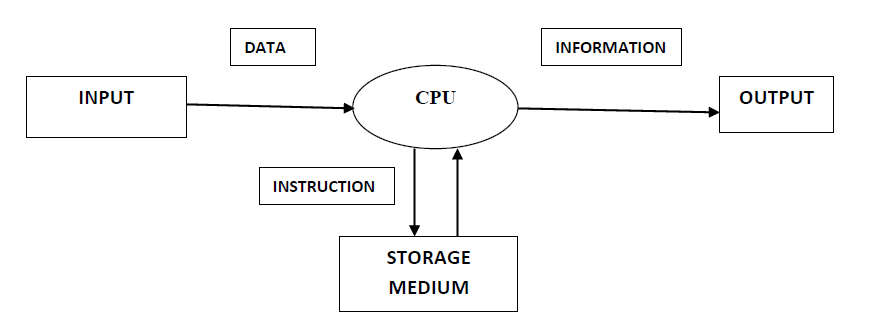 DATA
INFORMATION
INPUT
CPU
OUTPUT
INSTRUCTION
STORAGE
MEDIUM